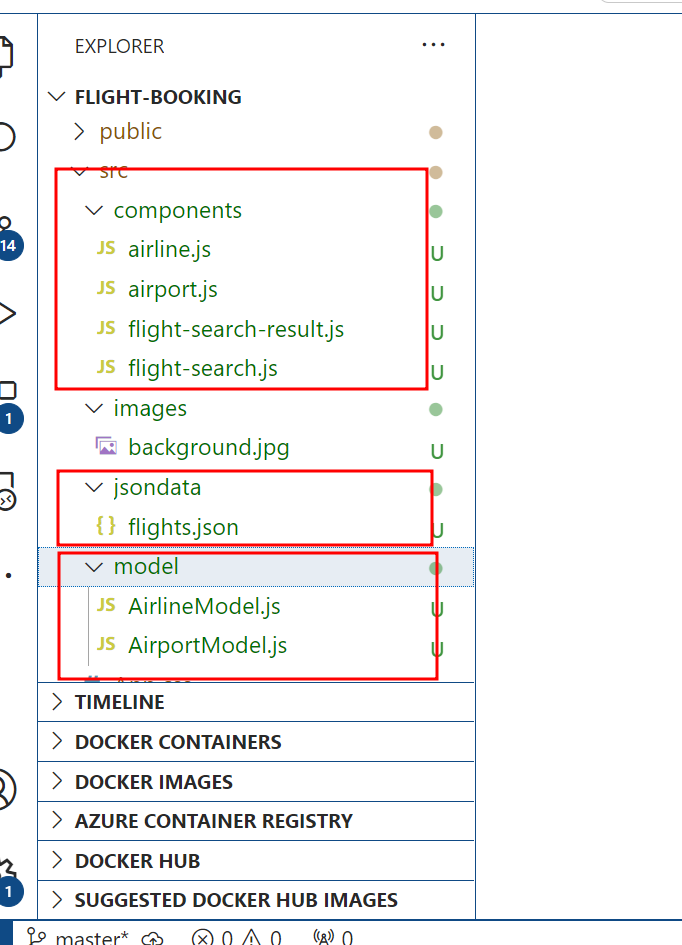 EXPLORER ...
FLIGHT-BOOKING
public
src
components
JS airline.js U
JS airport.js U
JS flight-search-result.js U
JS flight-search.js U
images
background.jpg U
jsondata
{} flights.json U
model
JS AirlineModel.js U
JS AirportModel.js U
TIMELINE
DOCKER CONTAINERS
DOCKER IMAGES
AZURE CONTAINER REGISTRY
DOCKER HUB
SUGGESTED DOCKER HUB IMAGES
14
1
1
master* 0 0 0